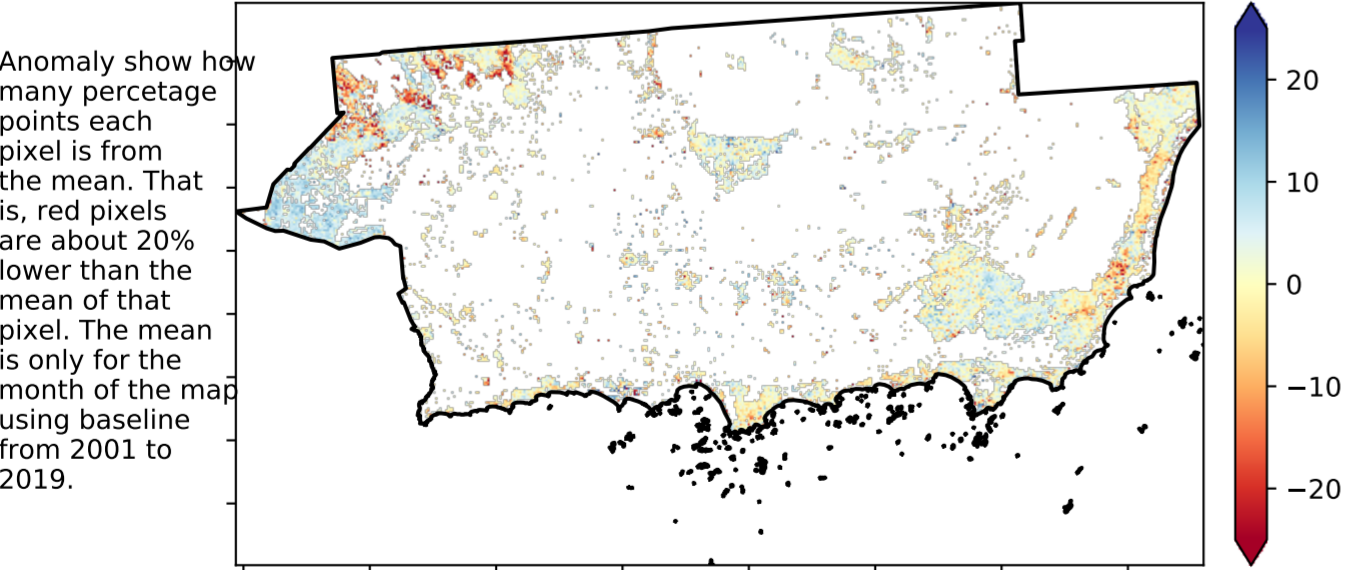 Anomaly show how
many percetage
points each
pixel is from
the mean. That
is, red pixels
are about 20%
lower than the
mean of that
pixel. The mean
is only for the
month of the map
using baseline
from 2001 to
2019.
20
10
0
−10
−20